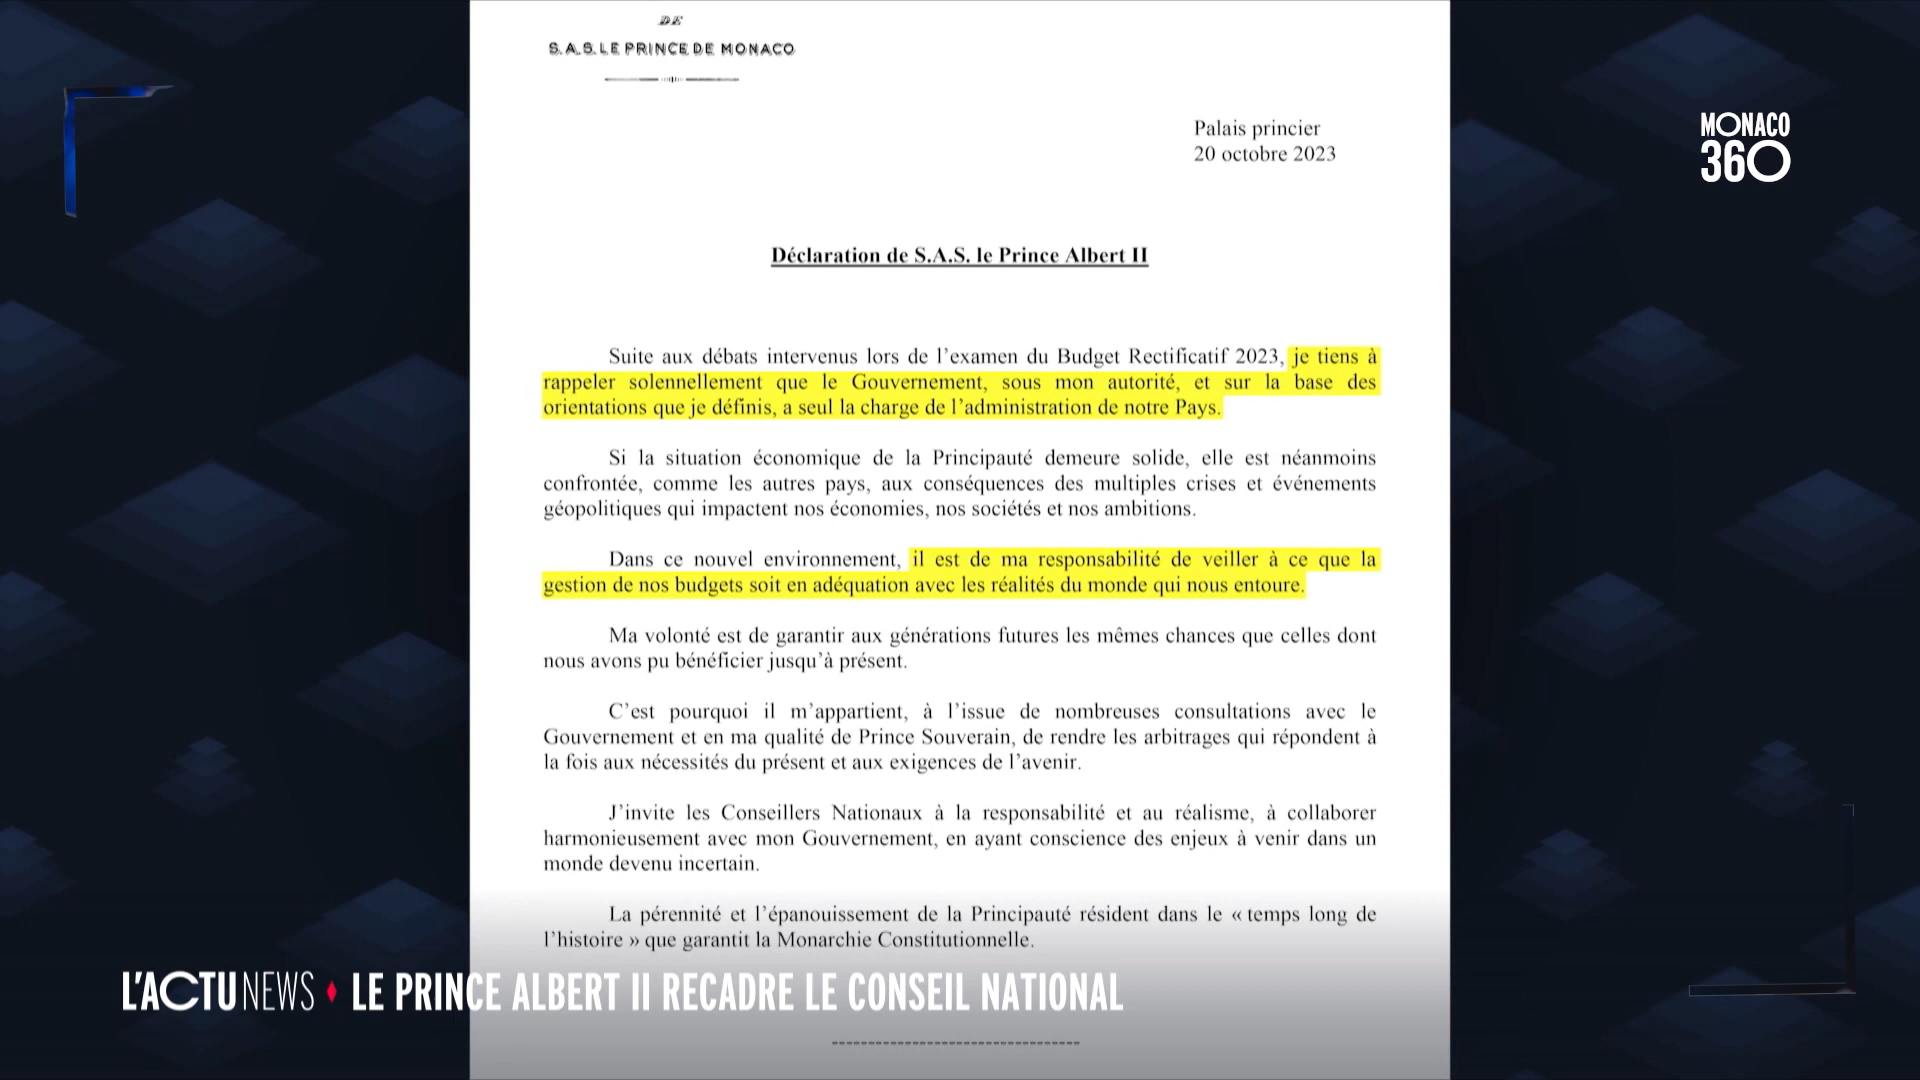 DE
S.A.S. LE PRINCE DE MONACO
Palais princier
20 octobre 2023
MONACO
360
Déclaration de S.A.S. le Prince Albert II
Suite aux débats intervenus lors de l’examen du Budget Rectificatif 2023, je tiens à
rappeler solennellement que le Gouvernement, sous mon autorité, et sur la base des
orientations que je définis, a seul la charge de l’administration de notre Pays.
Si la situation économique de la Principauté demeure solide, elle est néanmoins
confrontée, comme les autres pays, aux conséquences des multiples crises et événements
géopolitiques qui impactent nos économies, nos sociétés et nos ambitions.
Dans ce nouvel environnement, il est de ma responsabilité de veiller à ce que la
gestion de nos budgets soit en adéquation avec les réalités du monde qui nous entoure.
Ma volonté est de garantir aux générations futures les mêmes chances que celles dont
nous avons pu bénéficier jusqu’à présent.
C’est pourquoi il m’appartient, à l’issue de nombreuses consultations avec le
Gouvernement et en ma qualité de Prince Souverain, de rendre les arbitrages qui répondent à
la fois aux nécessités du présent et aux exigences de l’avenir.
J’invite les Conseillers Nationaux à la responsabilité et au réalisme, à collaborer
harmonieusement avec mon Gouvernement, en ayant conscience des enjeux à venir dans un
monde devenu incertain.
La pérennité et l’épanouissement de la Principauté résident dans le « temps long de
l’histoire » que garantit la Monarchie Constitutionnelle.
L'ACTU NEWS ♦ LE PRINCE ALBERT II RECADRE LE CONSEIL NATIONAL
--------------------------------